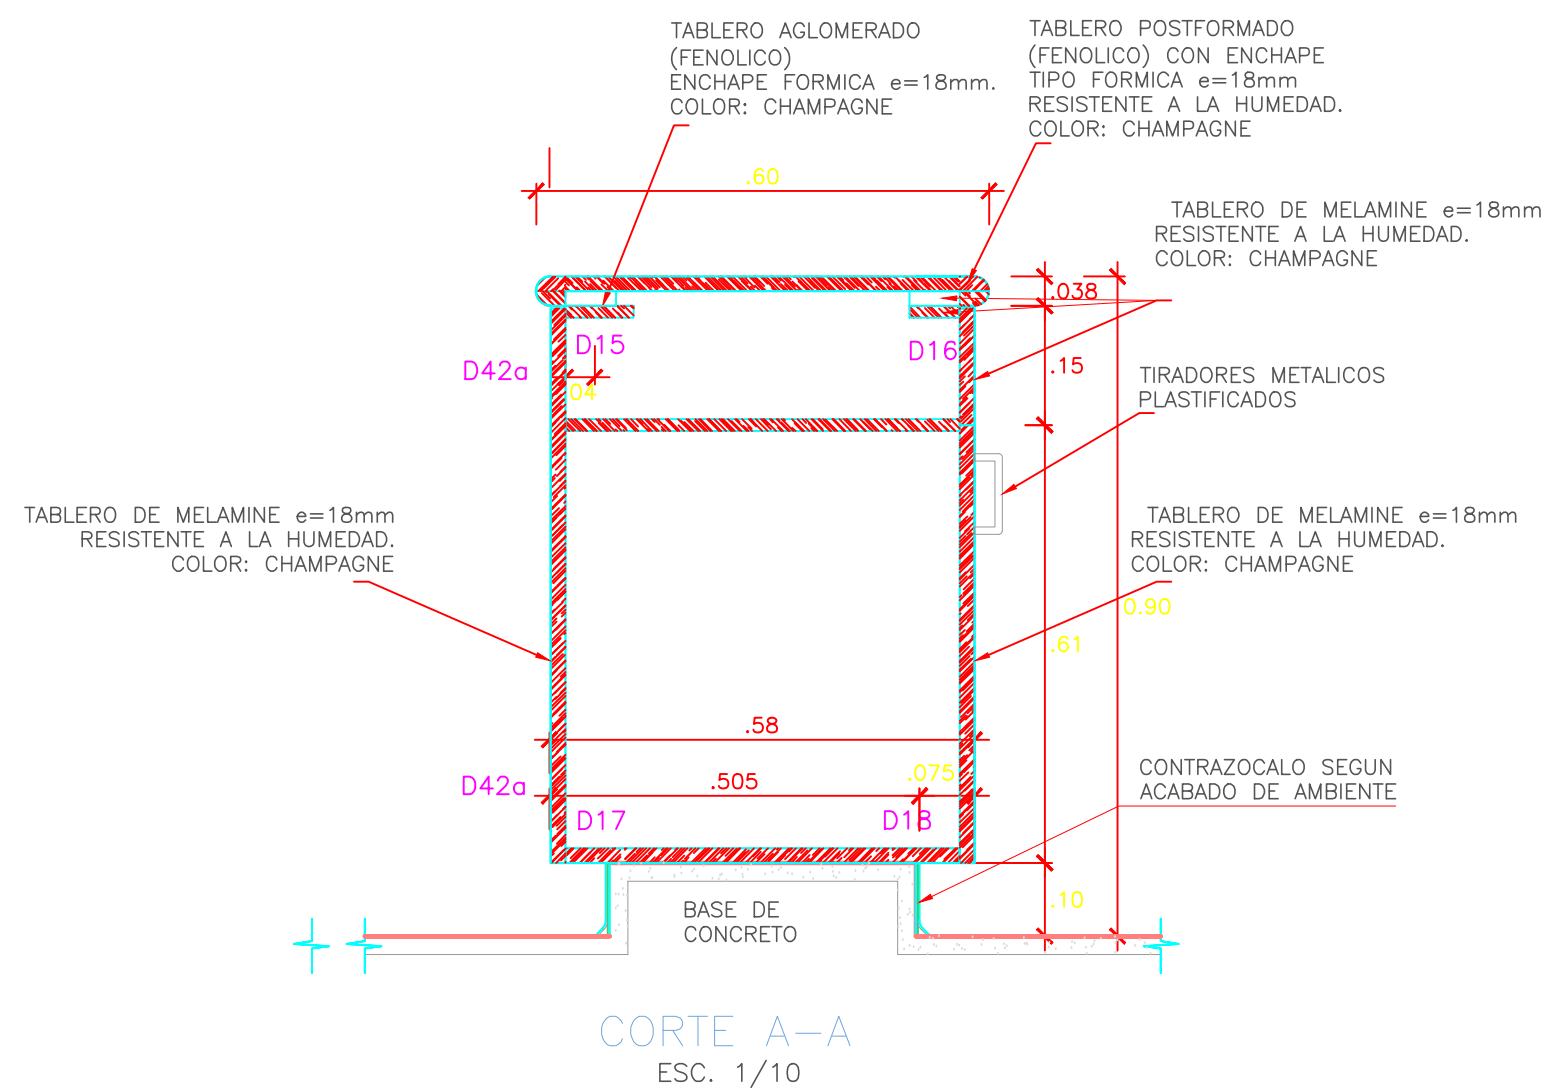 TABLERO AGLOMERADO
(FENOLICO)
ENCHAPE FORMICA e=18mm.
COLOR: CHAMPAGNE
TABLERO POSTFORMADO
(FENOLICO) CON ENCHAPE
TIPO FORMICA e=18mm
RESISTENTE A LA HUMEDAD.
COLOR: CHAMPAGNE
.60
TABLERO DE MELAMINE e=18mm
RESISTENTE A LA HUMEDAD.
COLOR: CHAMPAGNE
.038
D15
D16
D42a
04
.15
TIRADORES METALICOS
PLASTIFICADOS
TABLERO DE MELAMINE e=18mm
RESISTENTE A LA HUMEDAD.
COLOR: CHAMPAGNE
TABLERO DE MELAMINE e=18mm
RESISTENTE A LA HUMEDAD.
COLOR: CHAMPAGNE
0.90
.61
.58
D42a
.505
.075
D17
D18
CONTRAZOCALO SEGUN
ACABADO DE AMBIENTE
.10
BASE DE
CONCRETO
CORTE A-A
ESC. 1/10